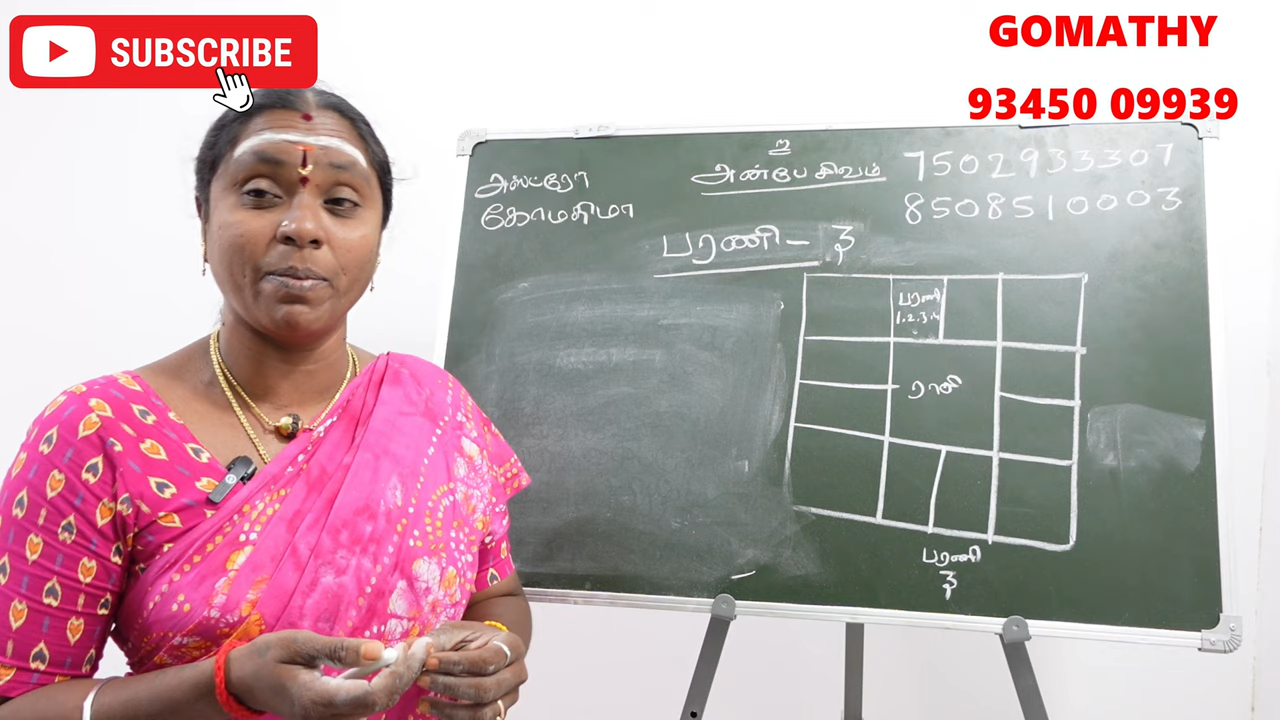 SUBSCRIBE
GOMATHY
93450 09939
உ
அன்பே சிவம்
7502933307
8508510003
அஸ்ட்ரோ
கோமதிமா
பரணி - 3
பரணி
1.2.3.4
ராசி
பரணி
3